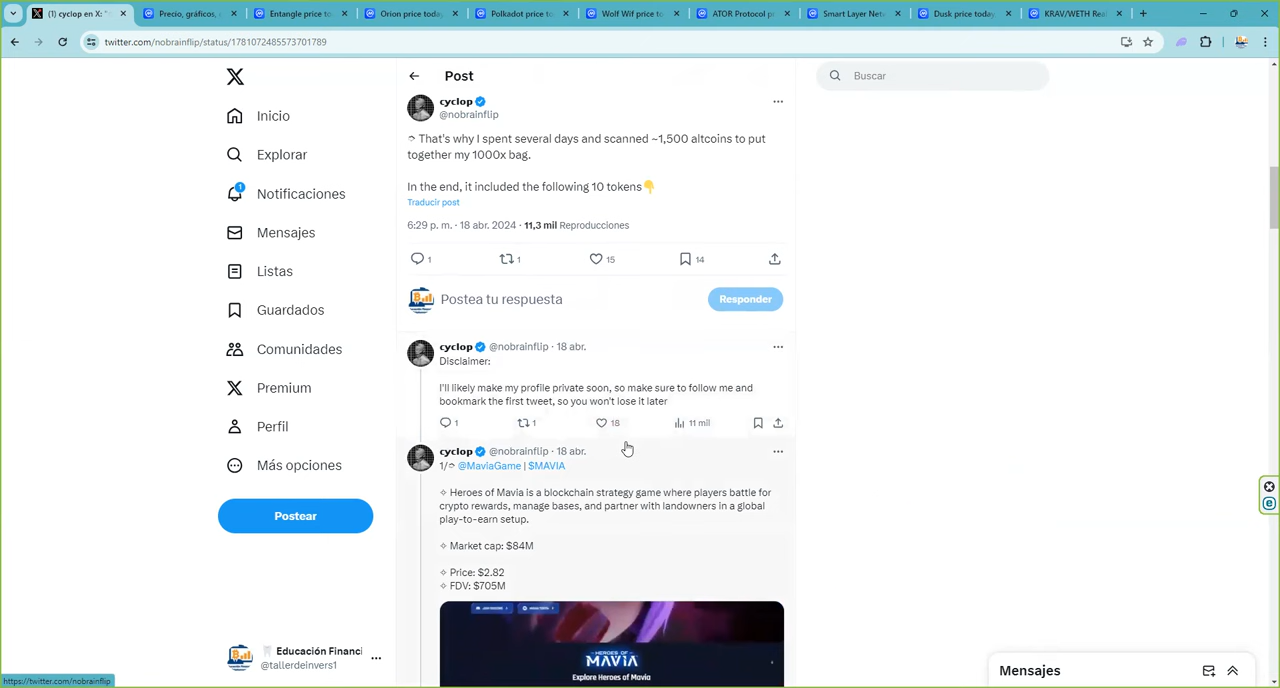 (1) cyclop en X: "
Precio, gráficos,
Entangle price to
Orion price today
Polkadot price to
Wolf Wif price to
ATOR Protocol p
Smart Layer Net
Dusk price today
KRAV/WETH Rea
twitter.com/nobrainflip/status/1781072485573701789
Inicio
Explorar
1
Notificaciones
Mensajes
Listas
Guardados
Comunidades
Premium
Perfil
Más opciones
Postear
Educación Financi
@tallerdeinvers1
https://twitter.com/nobrainflip
Post
cyclop
@nobrainflip
That's why I spent several days and scanned ~1,500 altcoins to put
together my 1000x bag.
In the end, it included the following 10 tokens👇
Traducir post
6:29 p. m. · 18 abr. 2024 · 11,3 mil Reproducciones
1 1 15 14
Postea tu respuesta
Responder
cyclop @nobrainflip · 18 abr.
Disclaimer:
I'll likely make my profile private soon, so make sure to follow me and
bookmark the first tweet, so you won't lose it later
1 1 18 11 mil
cyclop @nobrainflip · 18 abr.
1/ @MaviaGame | $MAVIA
✧ Heroes of Mavia is a blockchain strategy game where players battle for
crypto rewards, manage bases, and partner with landowners in a global
play-to-earn setup.
✧ Market cap: $84M
✧ Price: $2.82
✧ FDV: $705M
HEROES OF
MAVIA
Explore Heroes of Mavia
Buscar
Mensajes